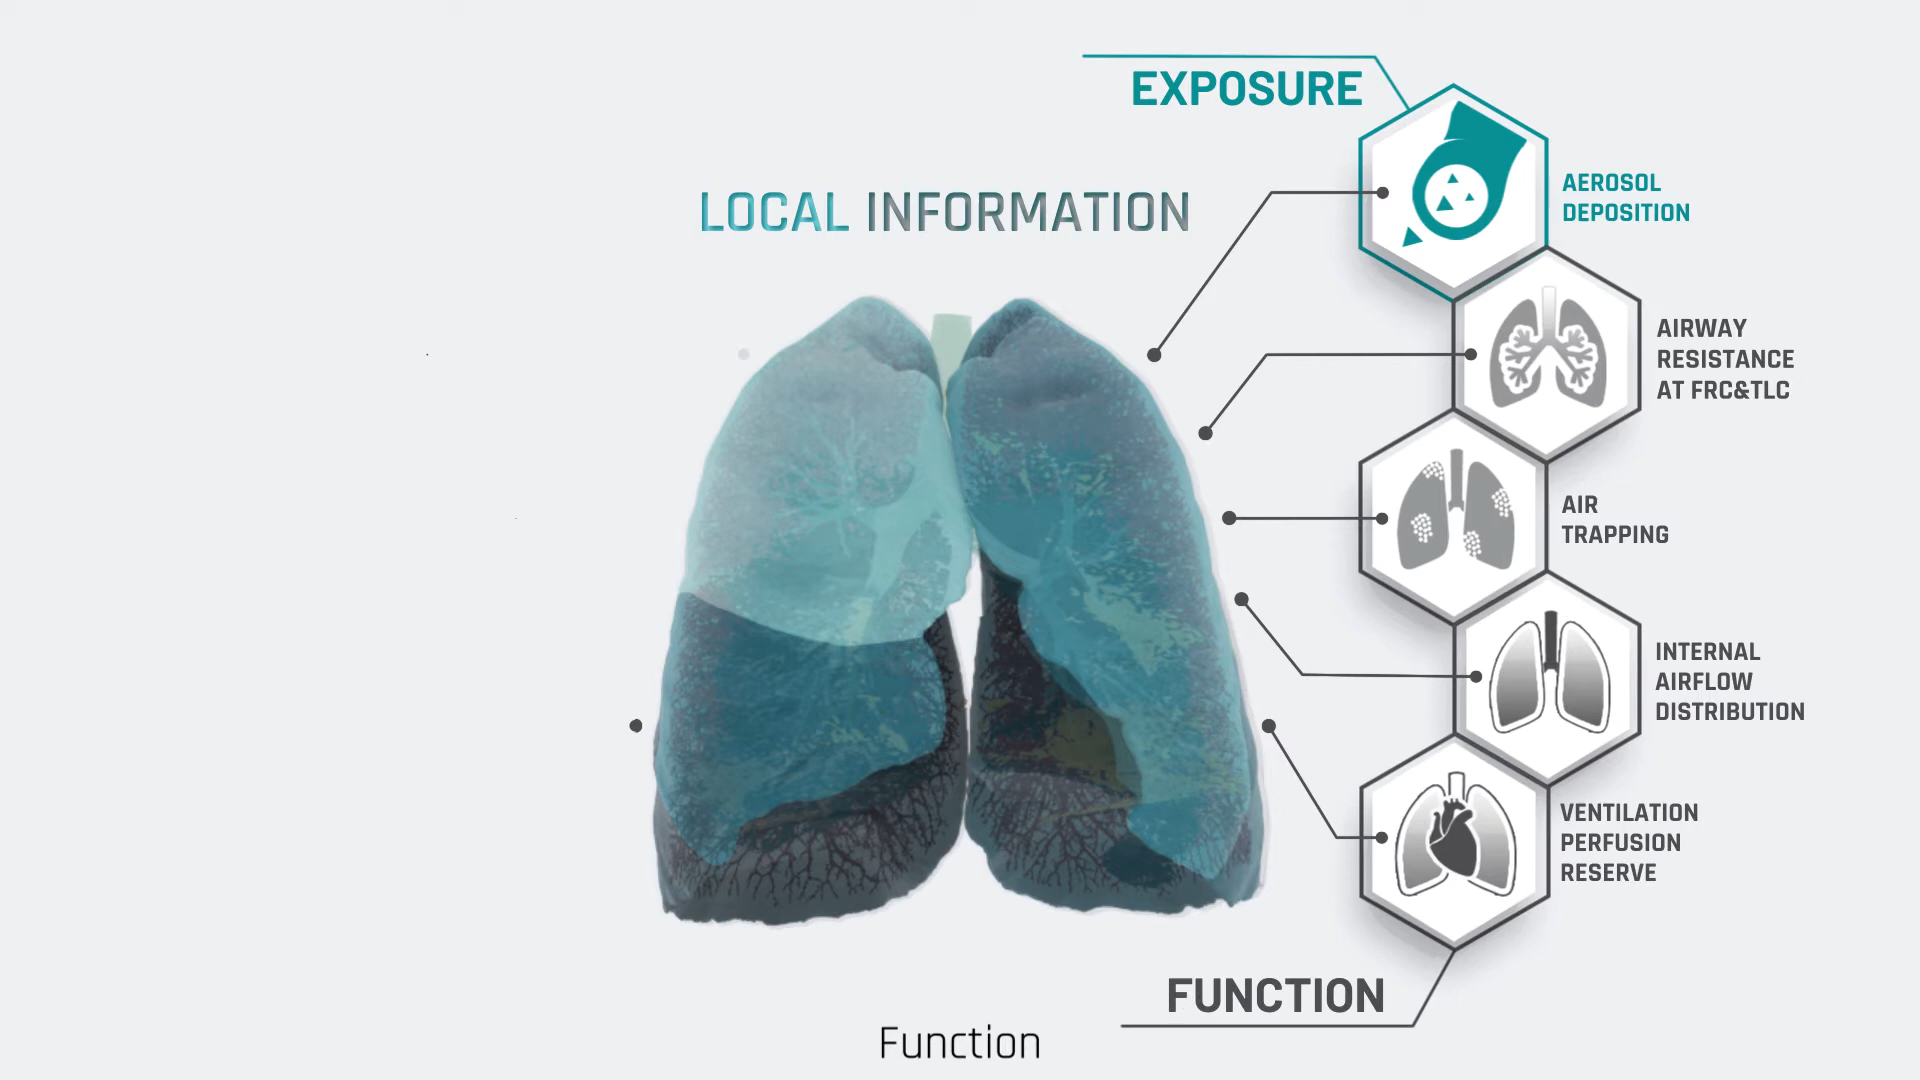 EXPOSURE
LOCAL INFORMATION
AEROSOL
DEPOSITION
AIRWAY
RESISTANCE
AT FRC&TLC
AIR
TRAPPING
INTERNAL
AIRFLOW
DISTRIBUTION
VENTILATION
PERFUSION
RESERVE
FUNCTION
Function